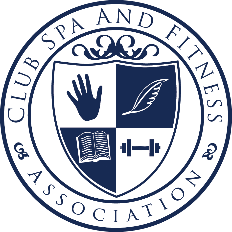 CLUB SPA AND FITNESS
ASSOCIATION